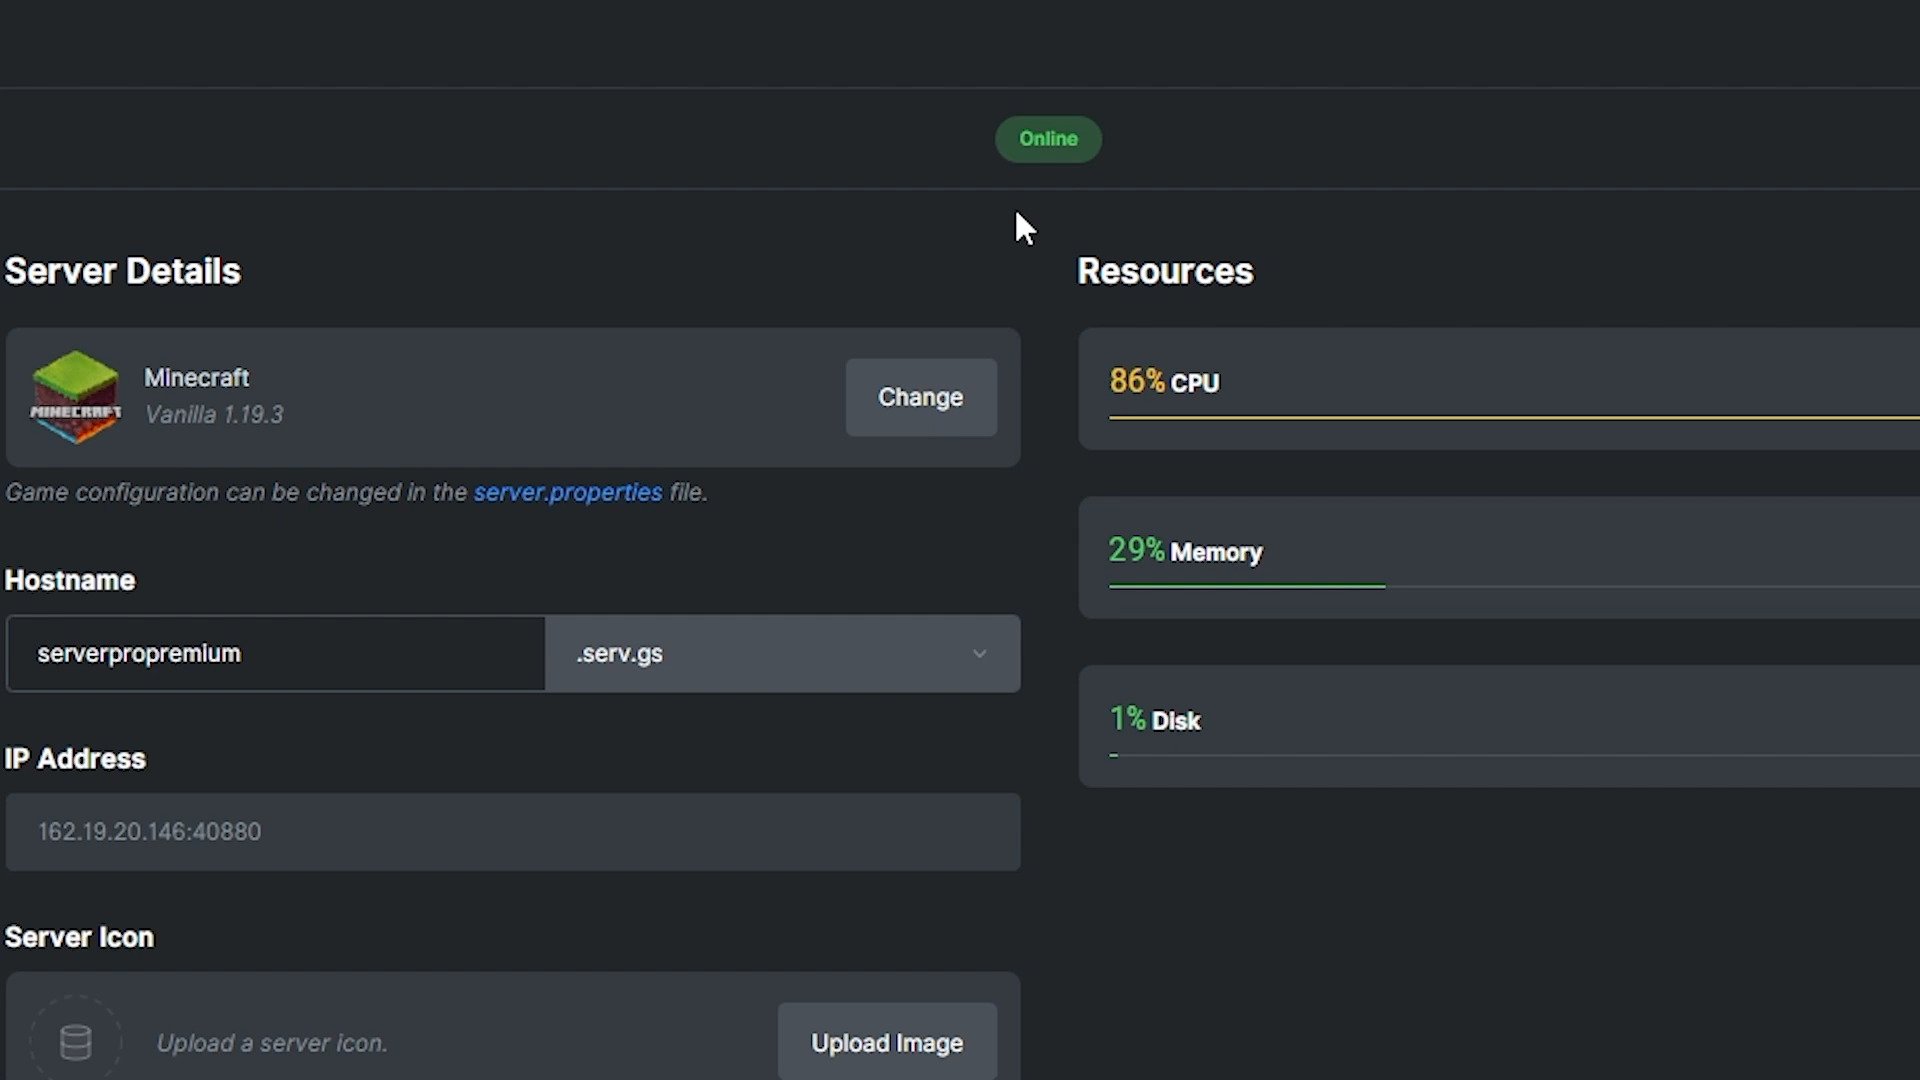 Online
Server Details
Minecraft
MINECRAFT
Vanilla 1.19.3
Change
Game configuration can be changed in the server.properties file.
Hostname
serverpropremium
.serv.gs
IP Address
162.19.20.146:40880
Server Icon
Upload a server icon.
Upload Image
Resources
86% CPU
29% Memory
1% Disk